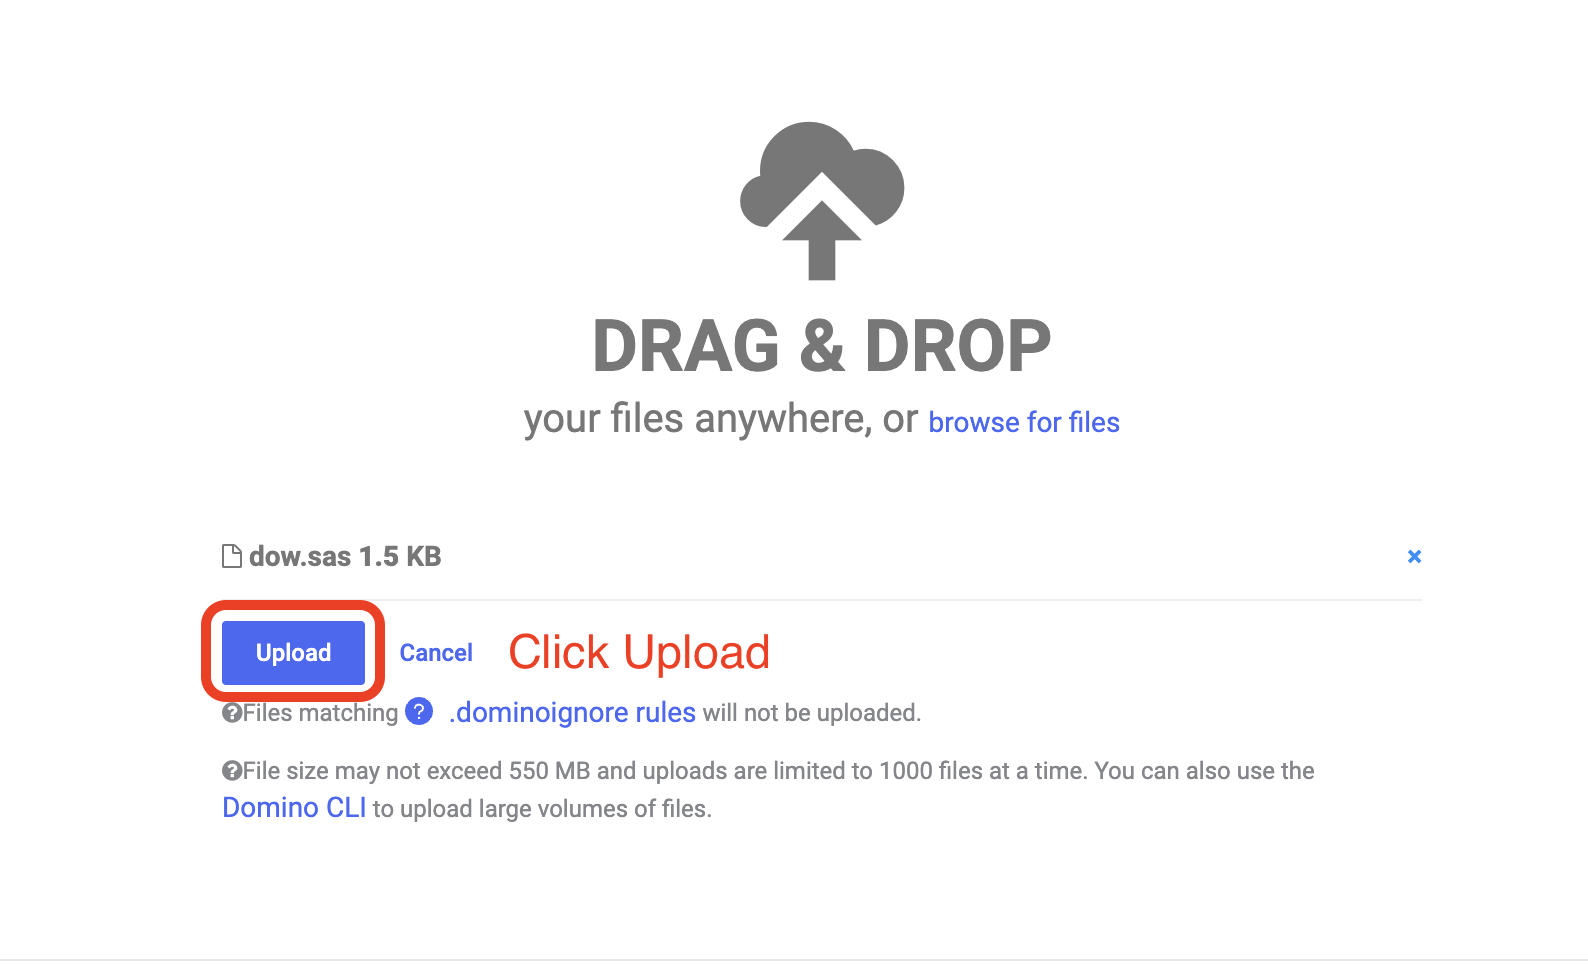 DRAG & DROP
your files anywhere, or browse for files
dow.sas 1.5 KB
×
Upload Cancel Click Upload
?Files matching ? .dominoignore rules will not be uploaded.
?File size may not exceed 550 MB and uploads are limited to 1000 files at a time. You can also use the
Domino CLI to upload large volumes of files.